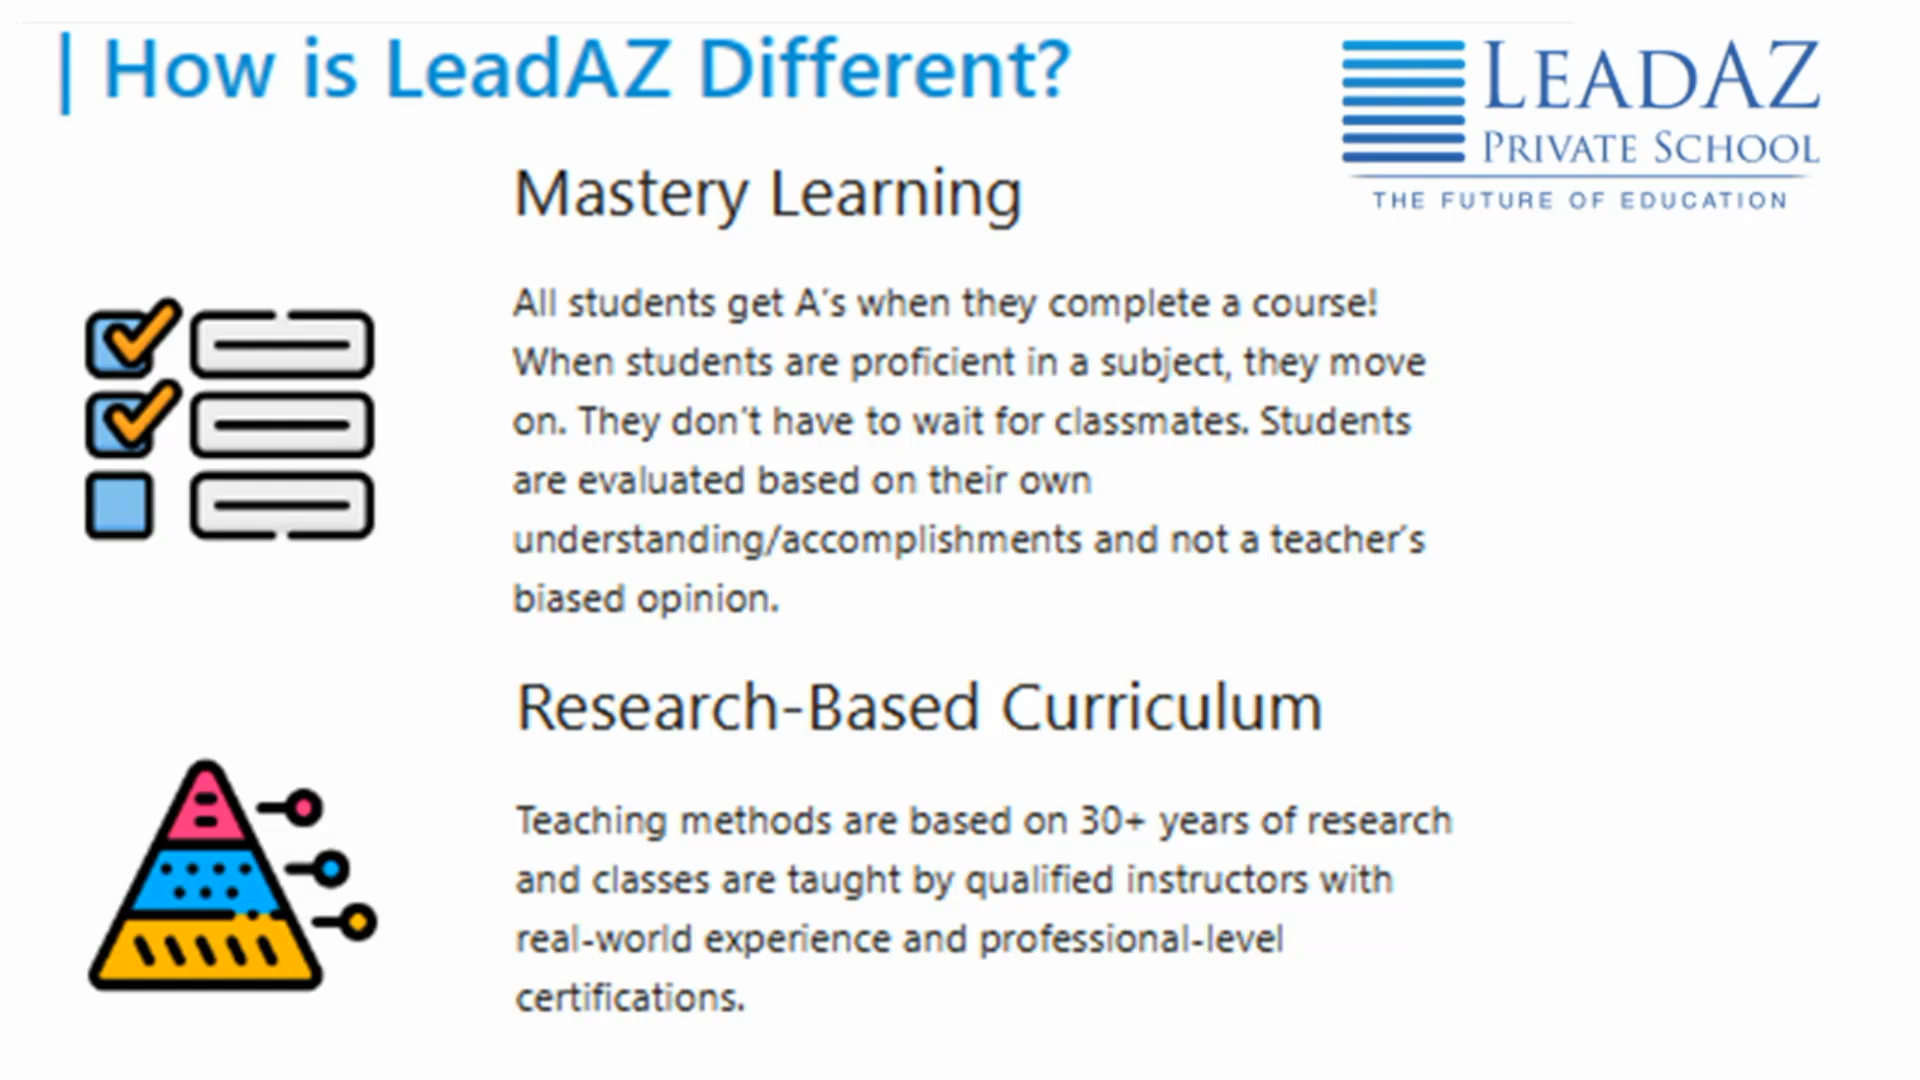 | How is LeadAZ Different?
LEADAZ
PRIVATE SCHOOL
THE FUTURE OF EDUCATION
Mastery Learning
All students get A's when they complete a course!
When students are proficient in a subject, they move
on. They don't have to wait for classmates. Students
are evaluated based on their own
understanding/accomplishments and not a teacher's
biased opinion.
Research-Based Curriculum
Teaching methods are based on 30+ years of research
and classes are taught by qualified instructors with
real-world experience and professional-level
certifications.